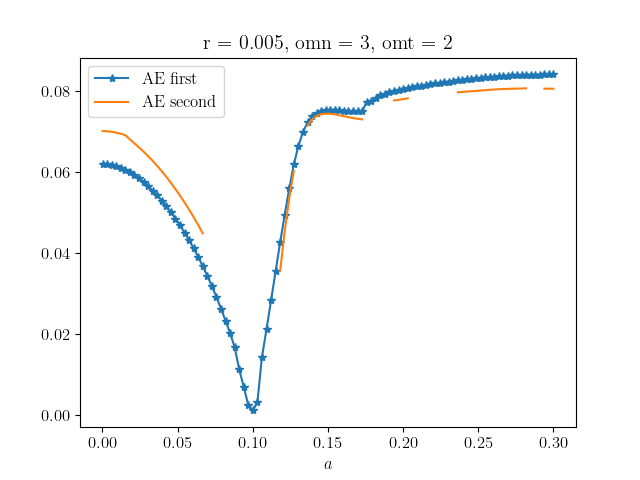 r = 0.005, omn = 3, omt = 2
AE first
AE second
0.08
0.06
0.04
0.02
0.00
0.00 0.05 0.10 0.15 0.20 0.25 0.30
a